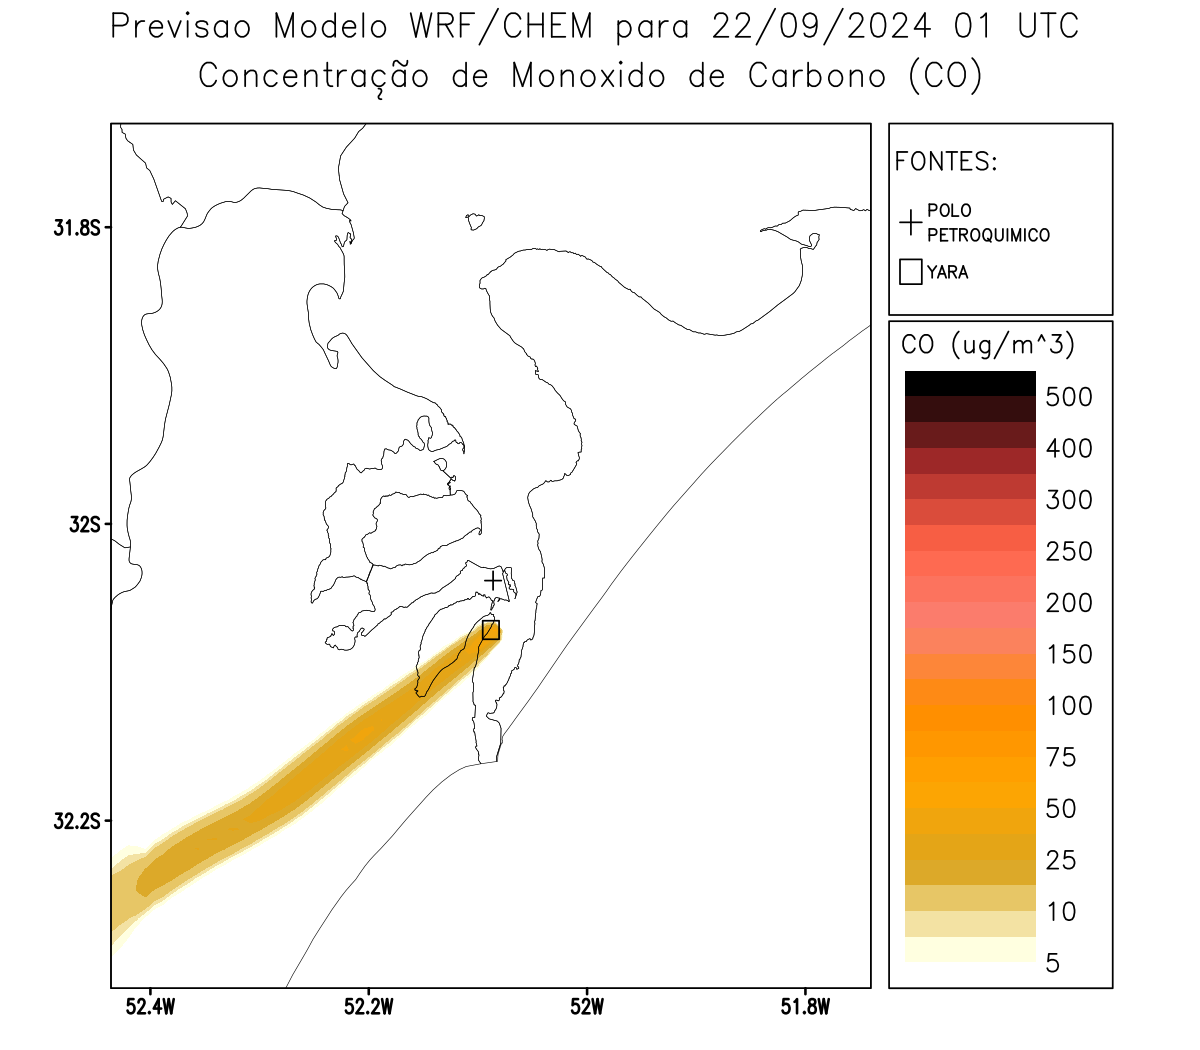 Previsao Modelo WRF/CHEM para 22/09/2024 01 UTC
Concentração de Monoxido de Carbono (CO)
FONTES:
POLO
PETROQUIMICO
YARA
31.8S
32S
32.2S
52.4W
52.2W
52W
51.8W
CO (ug/m^3)
500
400
300
250
200
150
100
75
50
25
10
5